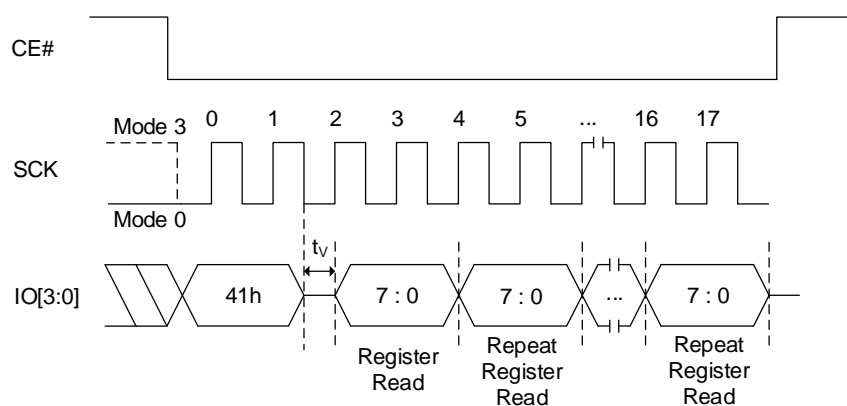 CE#
Mode 3
0 1 2 3 4 5 ... 16 17
SCK
Mode 0
tV
IO[3:0]
41h
7 : 0
7 : 0
...
7 : 0
Register
Read
Repeat
Register
Read
Repeat
Register
Read